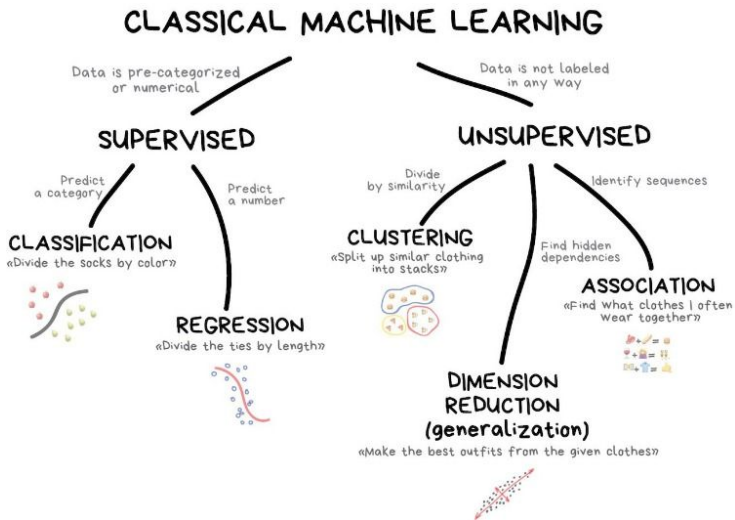 CLASSICAL MACHINE LEARNING
Data is pre-categorized
or numerical
Data is not labeled
in any way
SUPERVISED
UNSUPERVISED
Predict
a category
Predict
a number
Divide
by similarity
Identify sequences
CLASSIFICATION
«Divide the socks by color»
CLUSTERING
«Split up similar clothing
into stacks»
Find hidden
dependencies
ASSOCIATION
«Find what clothes I often
wear together»
REGRESSION
«Divide the ties by length»
DIMENSION
REDUCTION
(generalization)
«Make the best outfits from the given clothes»